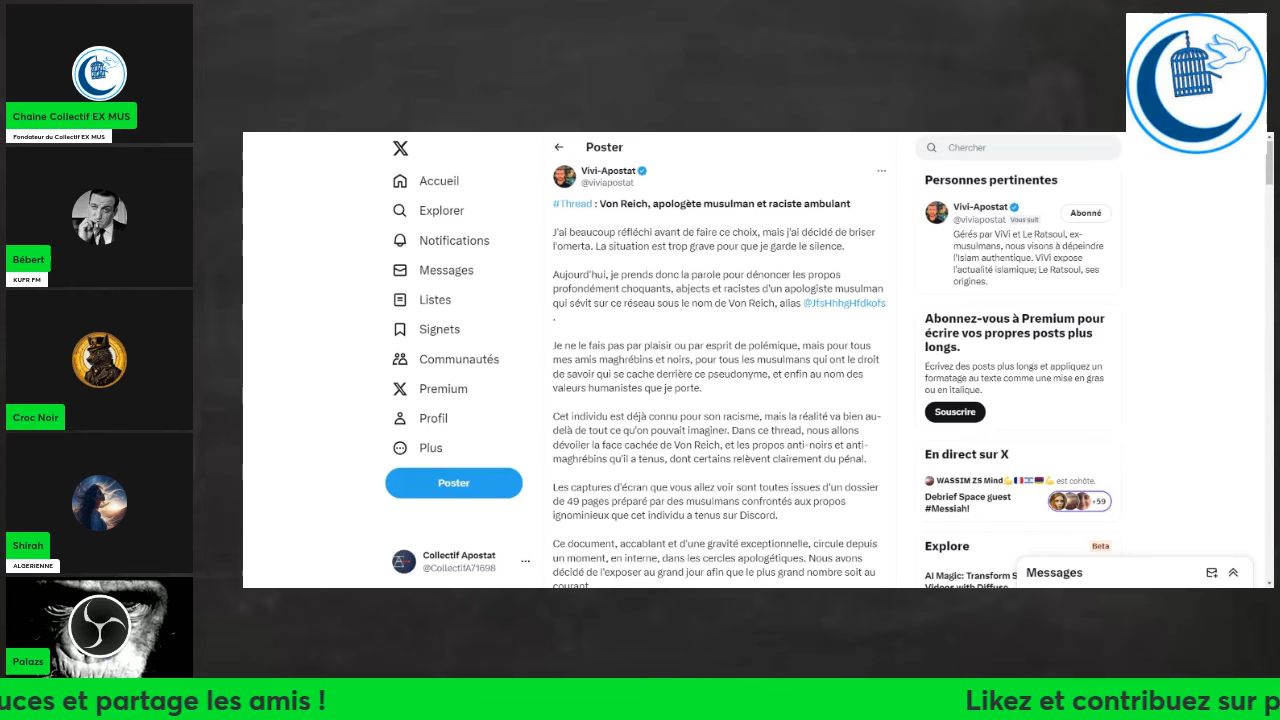 Chaine Collectif EX MUS
Fondateur du Collectif EX MUS
Bébert
KUFR FM
Croc Noir
Shirah
ALGERIENNE
Palazs
Accueil
Explorer
Notifications
Messages
Listes
Signets
Communautés
Premium
Profil
Plus
Poster
Collectif Apostat
@CollectifA71698
Poster
Vivi-Apostat
@viviapostat
#Thread : Von Reich, apologète musulman et raciste ambulant
J'ai beaucoup réfléchi avant de faire ce choix, mais j'ai décidé de briser
l'omerta. La situation est trop grave pour que je garde le silence.
Aujourd'hui, je prends donc la parole pour dénoncer les propos
profondément choquants, abjects et racistes d'un apologiste musulman
qui sévit sur ce réseau sous le nom de Von Reich, alias @JfsHhhgHfdkofs
.
Je ne le fais pas par plaisir ou par esprit de polémique, mais pour tous
mes amis maghrébins et noirs, pour tous les musulmans qui ont le droit
de savoir qui se cache derrière ce pseudonyme, et enfin au nom des
valeurs humanistes que je porte.
Cet individu est déjà connu pour son racisme, mais la réalité va bien au-
delà de tout ce qu'on pouvait imaginer. Dans ce thread, nous allons
dévoiler la face cachée de Von Reich, et les propos anti-noirs et anti-
maghrébins qu'il a tenus, dont certains relèvent clairement du pénal.
Les captures d'écran que vous allez voir sont toutes issues d'un dossier
de 49 pages préparé par des musulmans confrontés aux propos
ignominieux que cet individu a tenus sur Discord.
Ce document, accablant et d'une gravité exceptionnelle, circule depuis
un moment, en interne, dans les cercles apologétiques. Nous avons
décidé de l'exposer au grand jour afin que le plus grand nombre soit au
courant.
Chercher
Personnes pertinentes
Vivi-Apostat
@viviapostat Vous suit
Abonné
Gérés par ViVi et Le Ratsoul, ex-
musulmans, nous visons à dépeindre
l'Islam authentique. ViVi expose
l'actualité islamique; Le Ratsoul, ses
origines.
Abonnez-vous à Premium pour
écrire vos propres posts plus
longs.
Écrivez des posts plus longs et appliquez un
formatage au texte comme une mise en gras
ou en italique.
Souscrire
En direct sur X
WASSIM ZS Mind est cohôte.
Debrief Space guest
#Messiah!
+59
Explore
Beta
AI Magic: Transform S
Videos with Diffuse
Messages
uces et partage les amis !
Likez et contribuez sur p